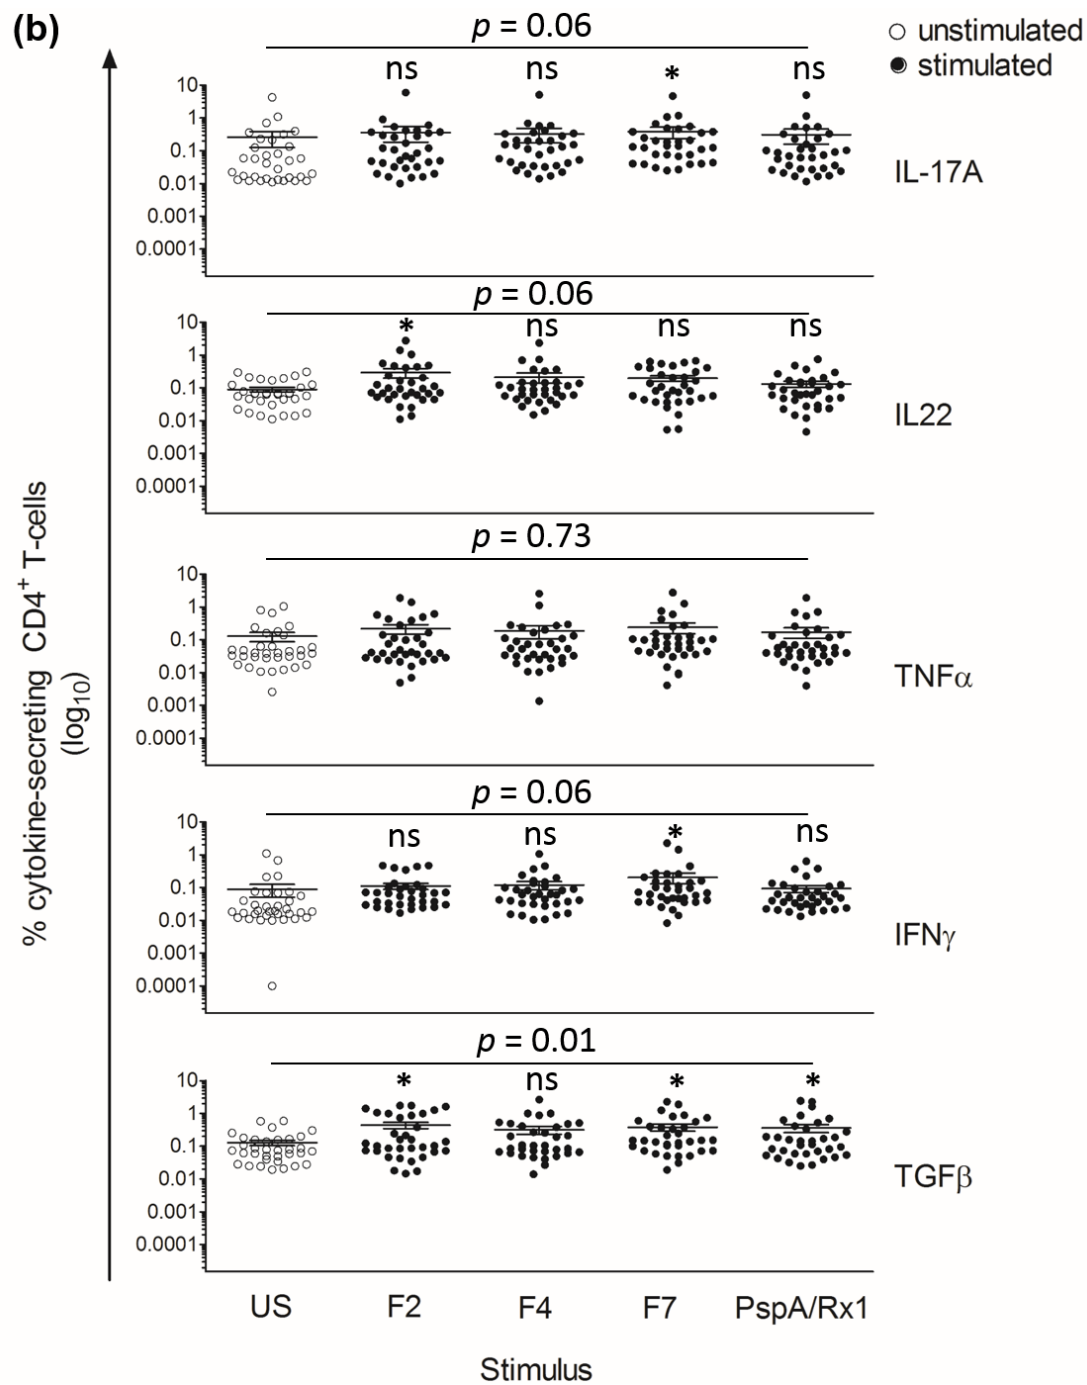 (b)
p = 0.06
unstimulated
stimulated
ns ns * ns
10
1
0.1
0.01
0.001
0.0001
IL-17A
p = 0.06
* ns ns ns
10
1
0.1
0.01
0.001
0.0001
IL22
p = 0.73
10
1
0.1
0.01
0.001
0.0001
TNFα
p = 0.06
ns ns * ns
10
1
0.1
0.01
0.001
0.0001
IFNγ
p = 0.01
* ns * *
10
1
0.1
0.01
0.001
0.0001
TGFβ
% cytokine-secreting CD4⁺ T-cells
(log₁₀)
US F2 F4 F7 PspA/Rx1
Stimulus